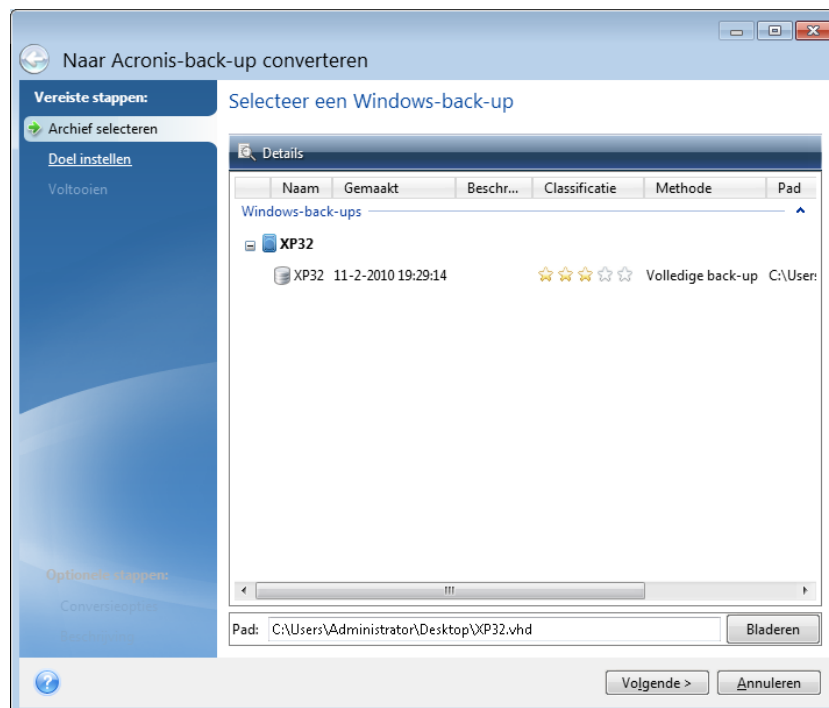 Naar Acronis-back-up converteren
Vereiste stappen:
Archief selecteren
Doel instellen
Voltooien
Optionele stappen:
Conversieopties
Selecteer een Windows-back-up
Details
Naam Gemaakt Beschr... Classificatie Methode Pad
Windows-back-ups
XP32
XP32 11-2-2010 19:29:14 Volledige back-up C:\User
Pad: C:\Users\Administrator\Desktop\XP32.vhd Bladeren
Volgende > Annuleren